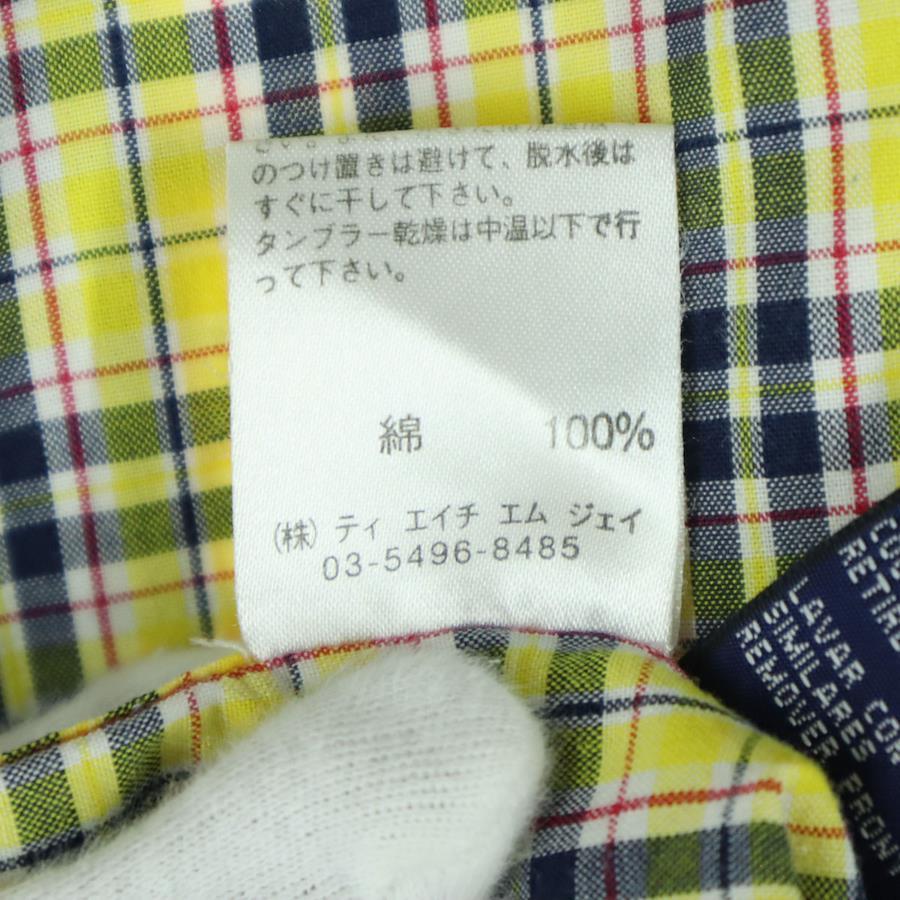 のつけ置きは避けて、脱水後は
すぐに干して下さい。
タンブラー乾燥は中温以下で行
って下さい。
綿 100%
(株) ティ エイチ エム ジェイ
03-5496-8485
LAVAR
SIMILARES
REMOVER